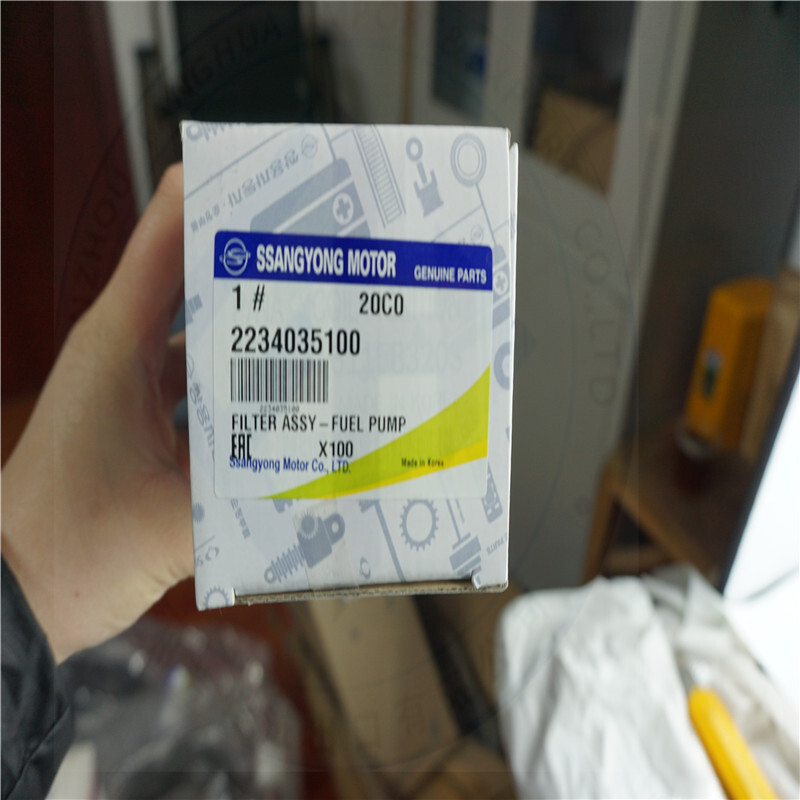 SSANGYONG MOTOR GENUINE PARTS
1 # 20C0
2234035100
2234035100
FILTER ASSY – FUEL PUMP
EAC X100
Ssangyong Motor Co., LTD. Made in Korea